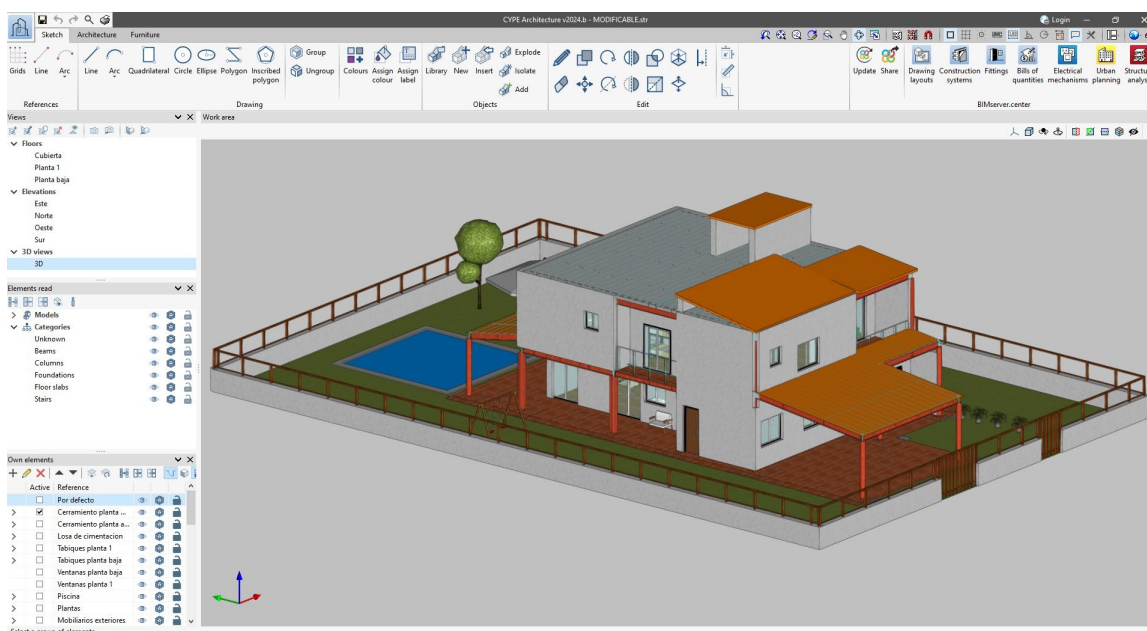 CYPE Architecture v2024.b - MODIFICABLE.str
Login
Sketch Architecture Furniture
Grids Line Arc
References
Line Arc Quadrilateral Circle Ellipse Polygon Inscribed polygon
Group
Ungroup
Drawing
Colours Assign colour Assign label
Library New Insert
Explode
Isolate
Add
Objects
Edit
Update Share Drawing layouts Construction systems Fittings Bills of quantities Electrical mechanisms Urban planning
BIMserver.center
Views
Work area
Floors
Cubierta
Planta 1
Planta baja
Elevations
Este
Norte
Oeste
Sur
3D views
3D
Elements read
Models
Categories
Unknown
Beams
Columns
Foundations
Floor slabs
Stairs
Own elements
Active Reference
Por defecto
Cerramiento planta ...
Cerramiento planta a...
Losa de cimentacion
Tabiques planta 1
Tabiques planta baja
Ventanas planta baja
Ventanas planta 1
Piscina
Plantas
Mobiliarios exteriores